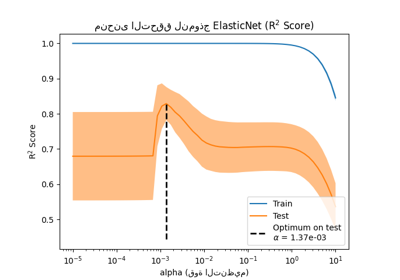 منحنى التحقق لنموذج ElasticNet (R² Score)
1.0
0.9
0.8
0.7
0.6
0.5
R² Score
Train
Test
Optimum on test
α = 1.37e-03
10⁻⁵ 10⁻⁴ 10⁻³ 10⁻² 10⁻¹ 10⁰ 10¹
alpha (قوة التنظيم)